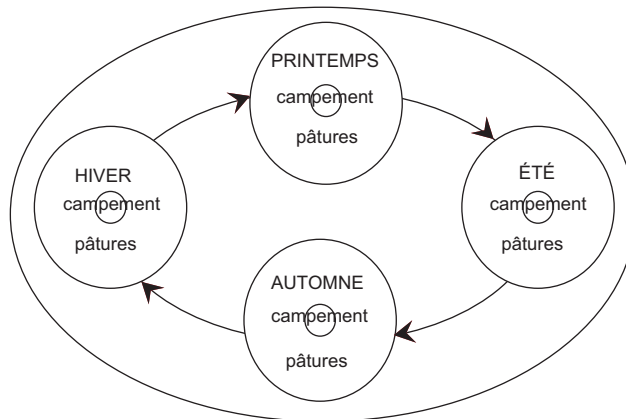 PRINTEMPS
campement
pâtures
HIVER
campement
pâtures
ÉTÉ
campement
pâtures
AUTOMNE
campement
pâtures